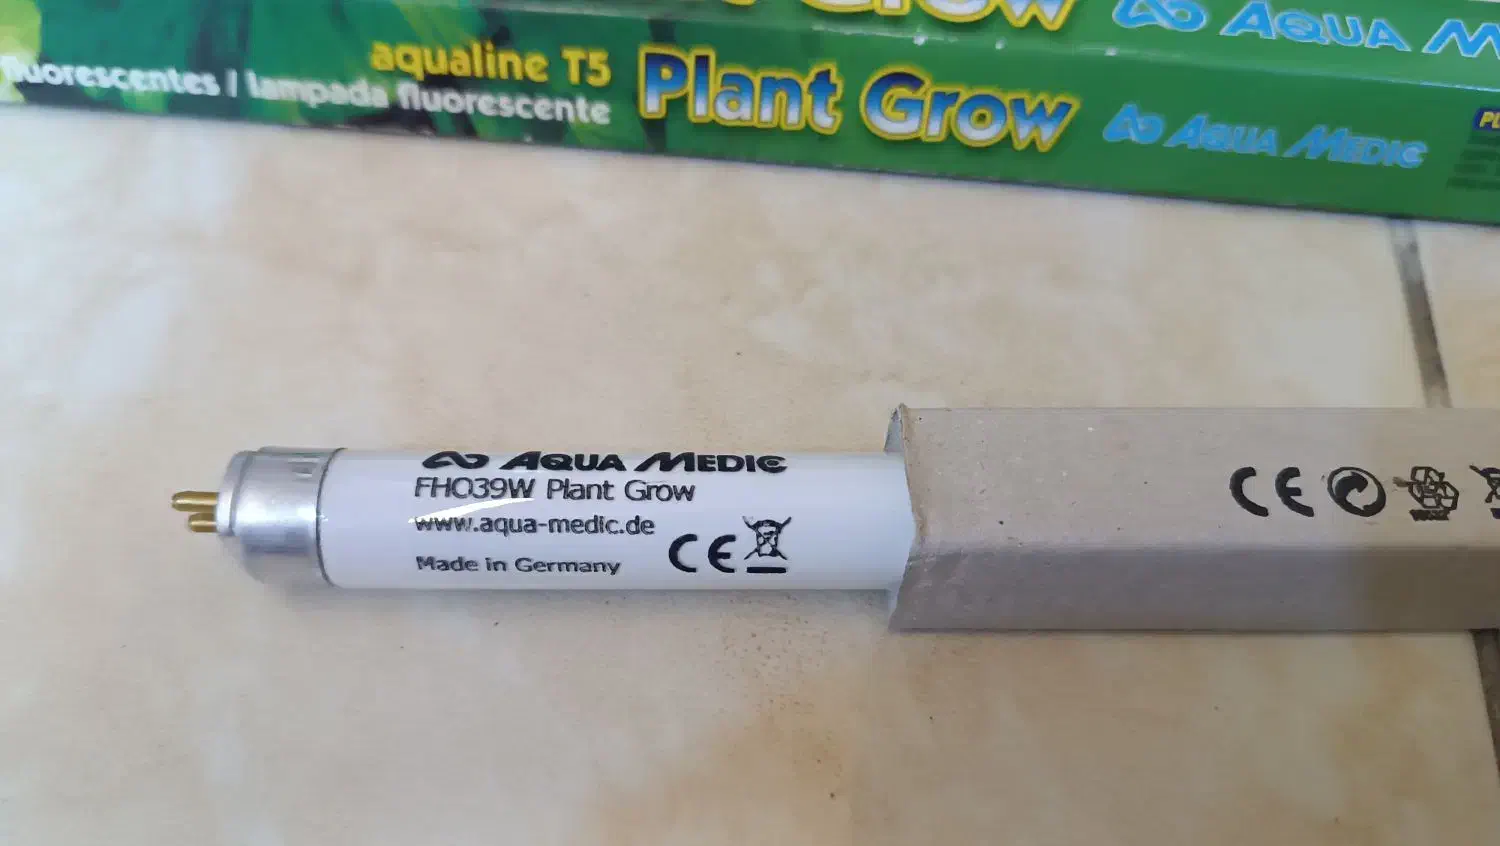 Grow AQUA M
aqualine T5 Plant Grow AQUA MEDIC
fluorescentes / lampada fluorescente
AQUA MEDIC
FHO39W Plant Grow
www.aqua-medic.de
Made in Germany CE
CE